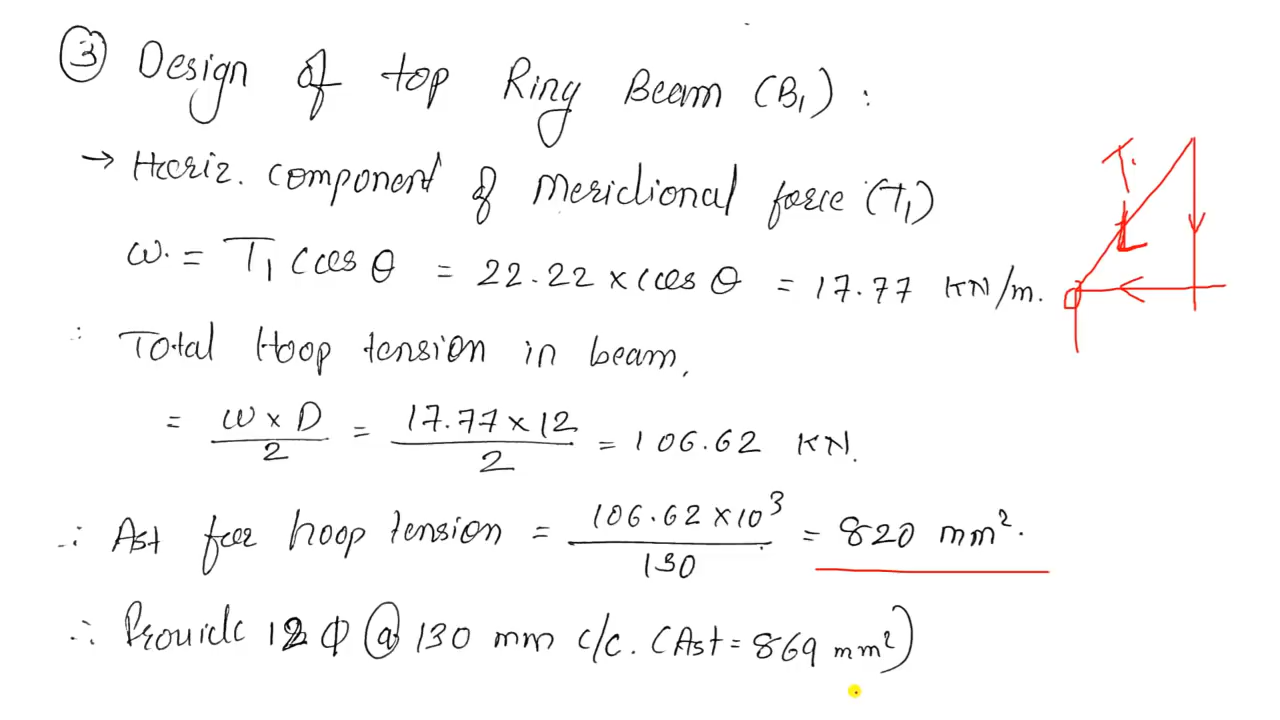 ③ Design of top Ring Beam (B₁) :
→ Horiz. component of Meridional force (T₁)
T₁
w = T₁ cos θ = 22.22 × cos θ = 17.77 KN/m.
∴ Total Hoop tension in beam,
= w × D / 2 = 17.77 × 12 / 2 = 106.62 KN.
∴ Ast for hoop tension = 106.62 × 10³ / 130 = 820 mm².
∴ Provide 12 Φ @ 130 mm c/c. (Ast = 869 mm²)